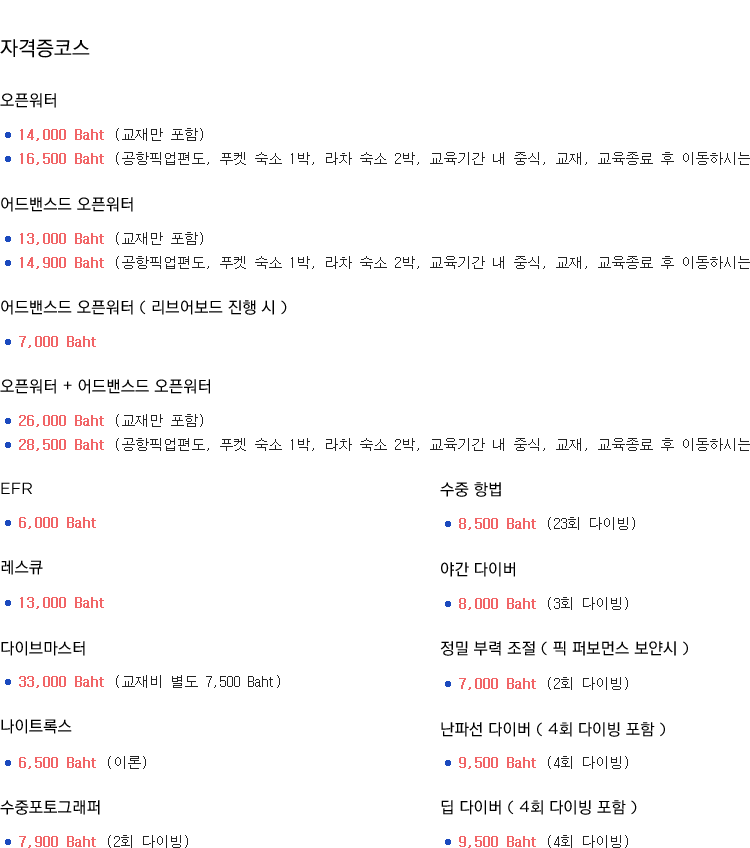 자격증코스
오픈워터
14,000 Baht (교재만 포함)
16,500 Baht (공항픽업편도, 푸켓 숙소 1박, 라차 숙소 2박, 교육기간 내 중식, 교재, 교육종료 후 이동하시는
어드밴스드 오픈워터
13,000 Baht (교재만 포함)
14,900 Baht (공항픽업편도, 푸켓 숙소 1박, 라차 숙소 2박, 교육기간 내 중식, 교재, 교육종료 후 이동하시는
어드밴스드 오픈워터 ( 리브어보드 진행 시 )
7,000 Baht
오픈워터 + 어드밴스드 오픈워터
26,000 Baht (교재만 포함)
28,500 Baht (공항픽업편도, 푸켓 숙소 1박, 라차 숙소 2박, 교육기간 내 중식, 교재, 교육종료 후 이동하시는
EFR
6,000 Baht
레스큐
13,000 Baht
다이브마스터
33,000 Baht (교재비 별도 7,500 Baht)
나이트록스
6,500 Baht (이론)
수중포토그래퍼
7,900 Baht (2회 다이빙)
수중 항법
8,500 Baht (23회 다이빙)
야간 다이버
8,000 Baht (3회 다이빙)
정밀 부력 조절 ( 픽 퍼보먼스 보얀시 )
7,000 Baht (2회 다이빙)
난파선 다이버 ( 4회 다이빙 포함 )
9,500 Baht (4회 다이빙)
딥 다이버 ( 4회 다이빙 포함 )
9,500 Baht (4회 다이빙)